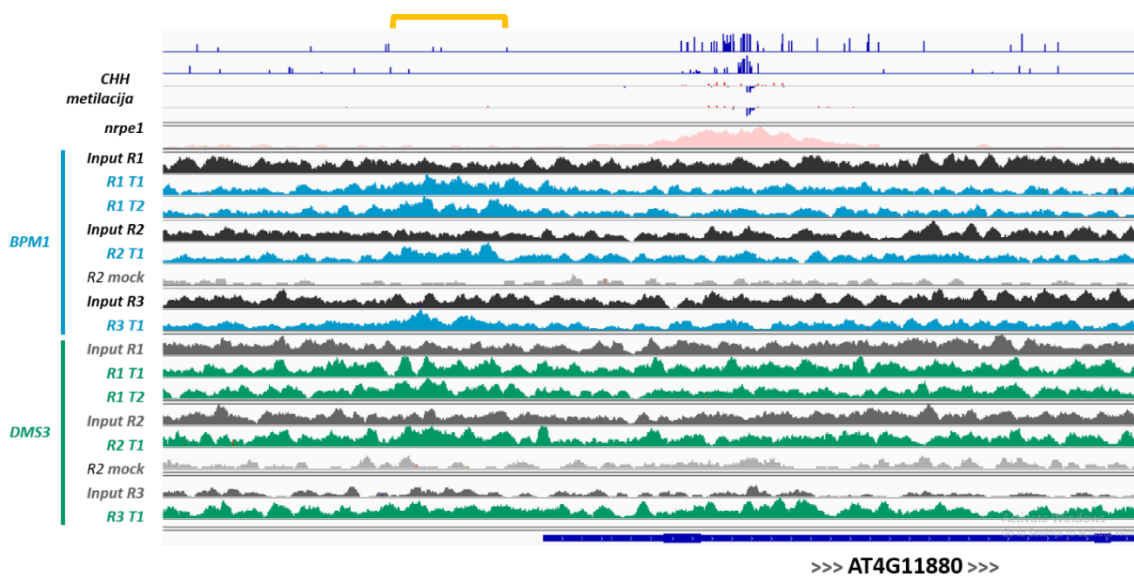 CHH
metilacija
nrpe1
Input R1
R1 T1
R1 T2
BPM1
Input R2
R2 T1
R2 mock
Input R3
R3 T1
Input R1
R1 T1
R1 T2
DMS3
Input R2
R2 T1
R2 mock
Input R3
R3 T1
Activate Windows
>>> AT4G11880 >>>